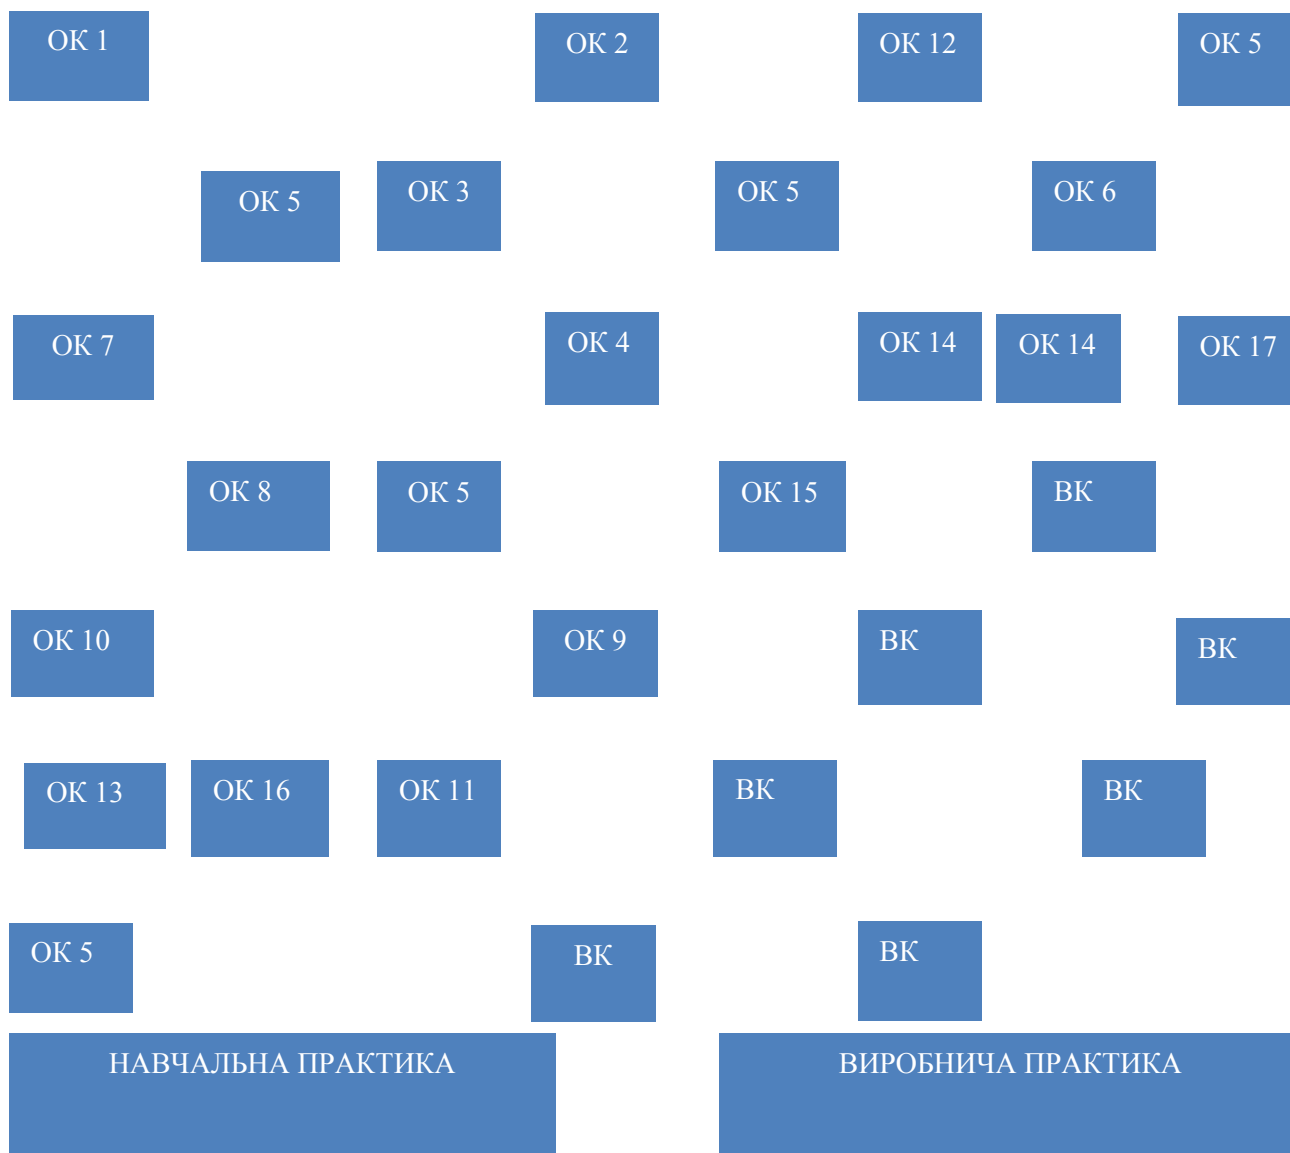 ОК 1
ОК 2
ОК 12
ОК 5
ОК 5
ОК 3
ОК 5
ОК 6
ОК 7
ОК 4
ОК 14
ОК 14
ОК 17
ОК 8
ОК 5
ОК 15
ВК
ОК 10
ОК 9
ВК
ВК
ОК 13
ОК 16
ОК 11
ВК
ВК
ОК 5
ВК
ВК
НАВЧАЛЬНА ПРАКТИКА
ВИРОБНИЧА ПРАКТИКА